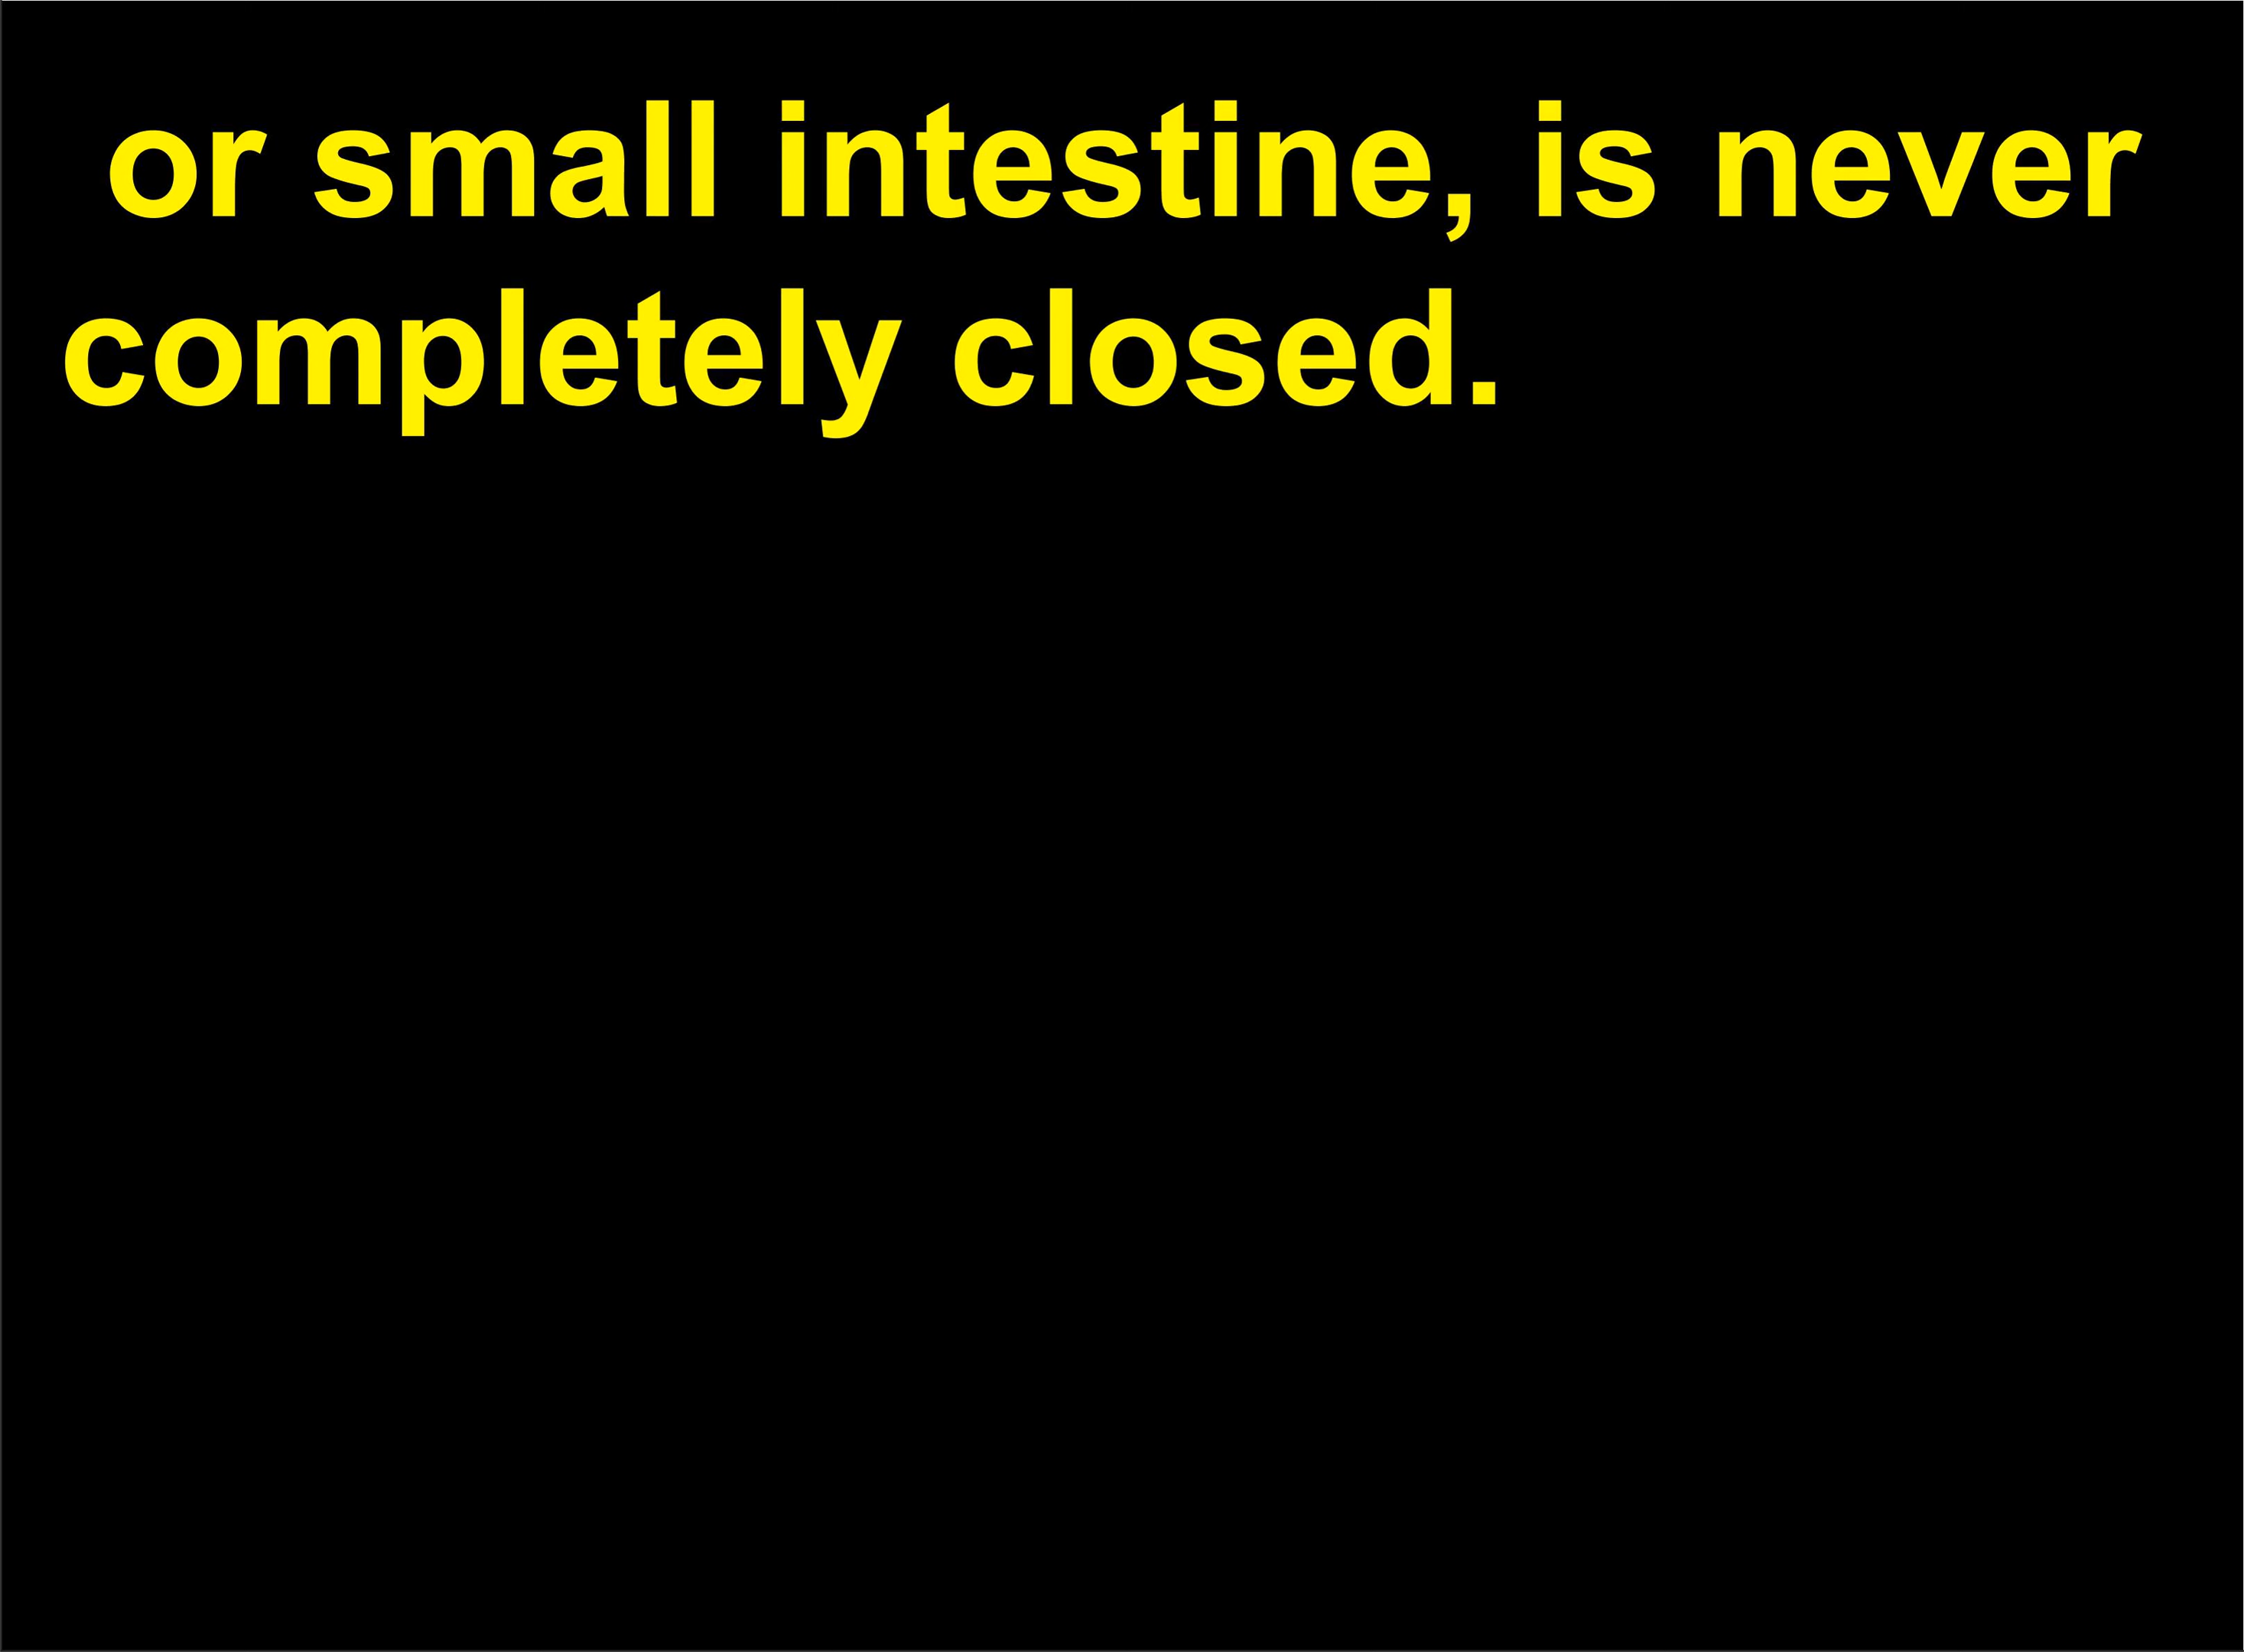 or small intestine, is never
completely closed.